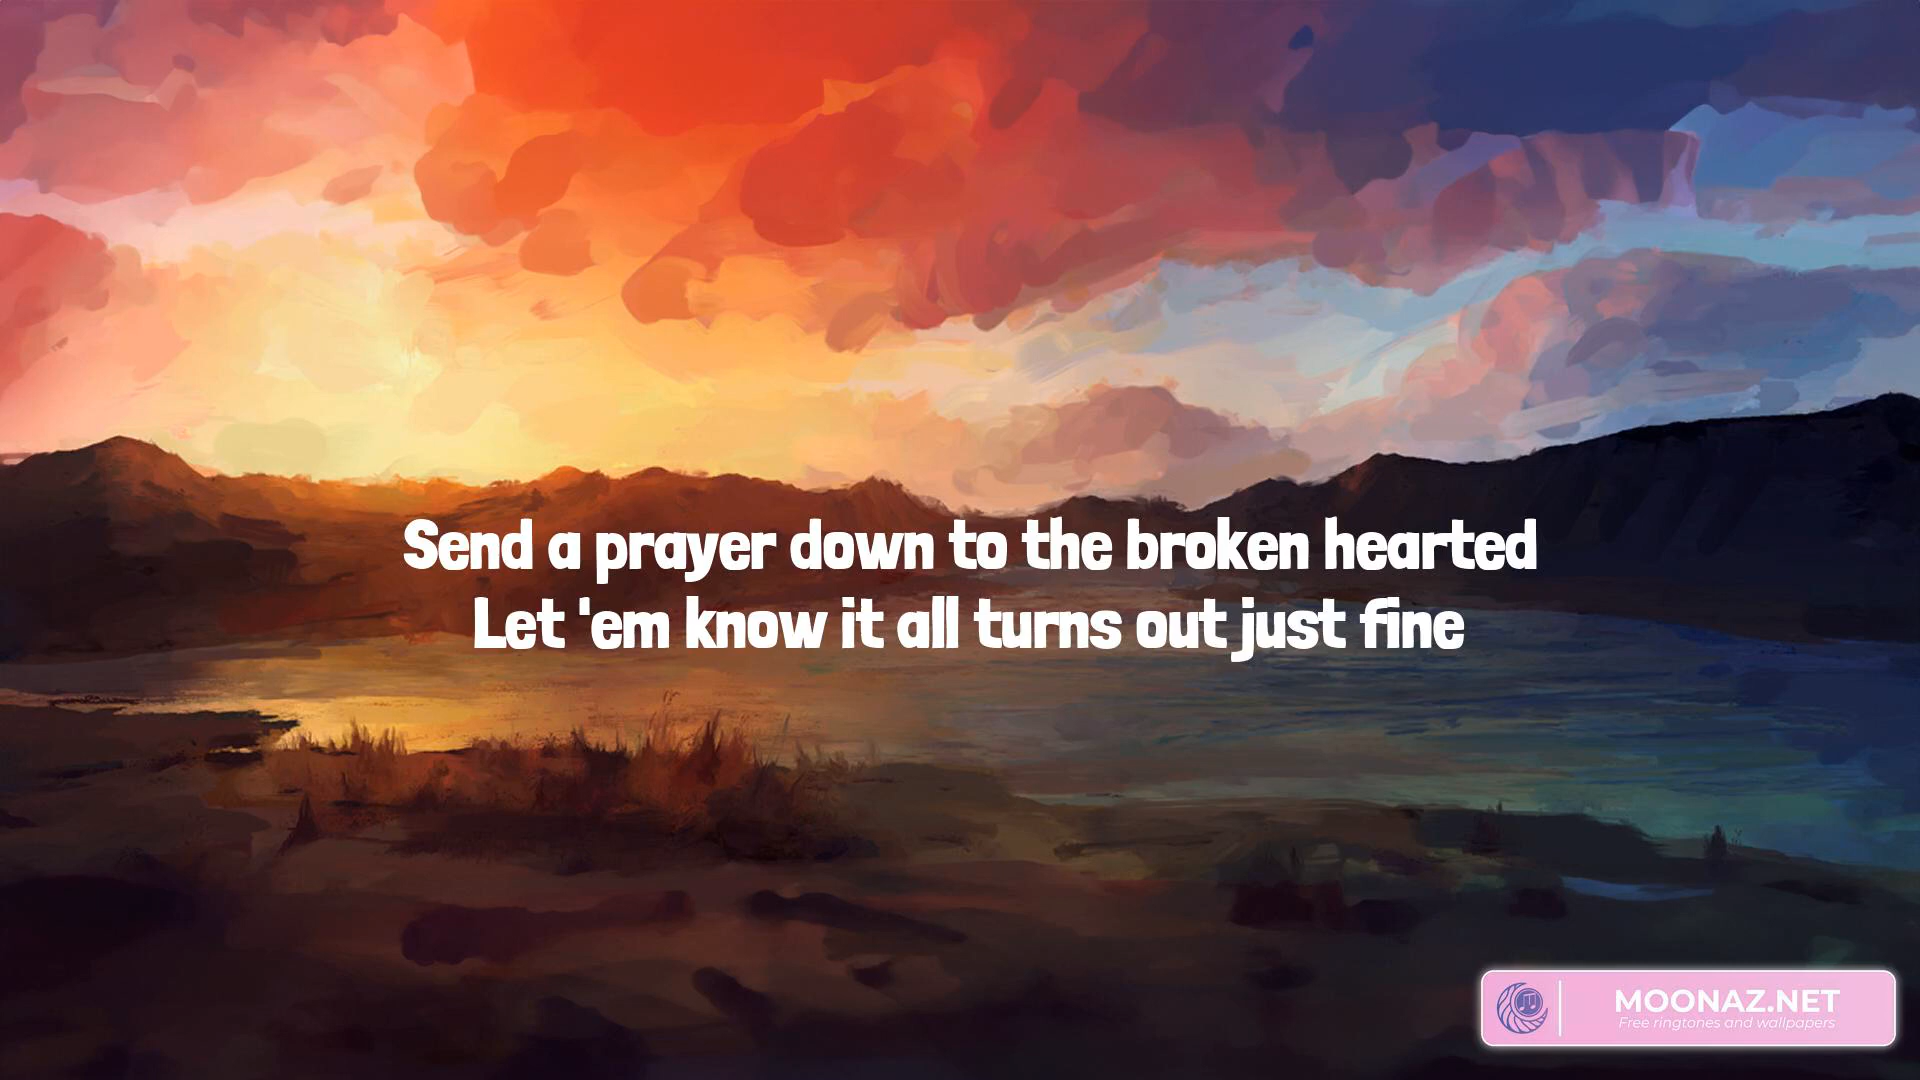 Send a prayer down to the broken hearted
Let 'em know it all turns out just fine
MOONAZ.NET
Free ringtones and wallpapers